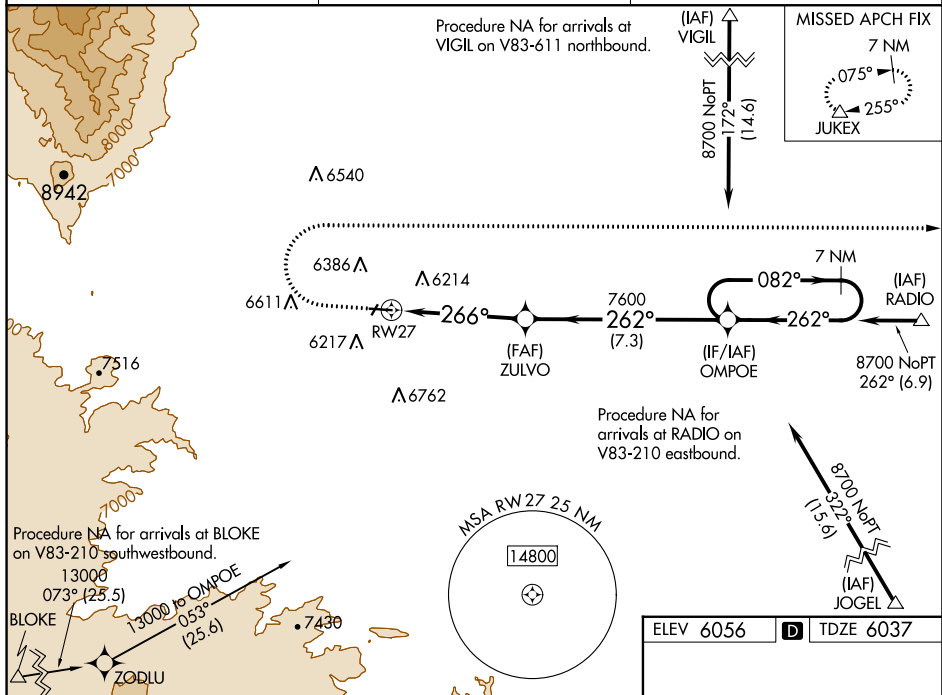 Procedure NA for arrivals at
VIGIL on V83-611 northbound.
(IAF)
VIGIL
8700 NoPT
172°
(14.6)
MISSED APCH FIX
7 NM
075°
255°
JUKEX
8000
7000
8942
6540
6386
6214
6611
6217
RW27
266°
(FAF)
ZULVO
7600
262°
(7.3)
(IF/IAF)
OMPOE
7 NM
082°
262°
(IAF)
RADIO
8700 NoPT
262° (6.9)
7516
6762
Procedure NA for
arrivals at RADIO on
V83-210 eastbound.
8700 NoPT
322°
(15.6)
(IAF)
JOGEL
7000
Procedure NA for arrivals at BLOKE
on V83-210 southwestbound.
13000
073° (25.5)
BLOKE
13000 to OMPOE
053°
(25.6)
ZODLU
7430
MSA RW27 25 NM
14800
ELEV 6056
D
TDZE 6037